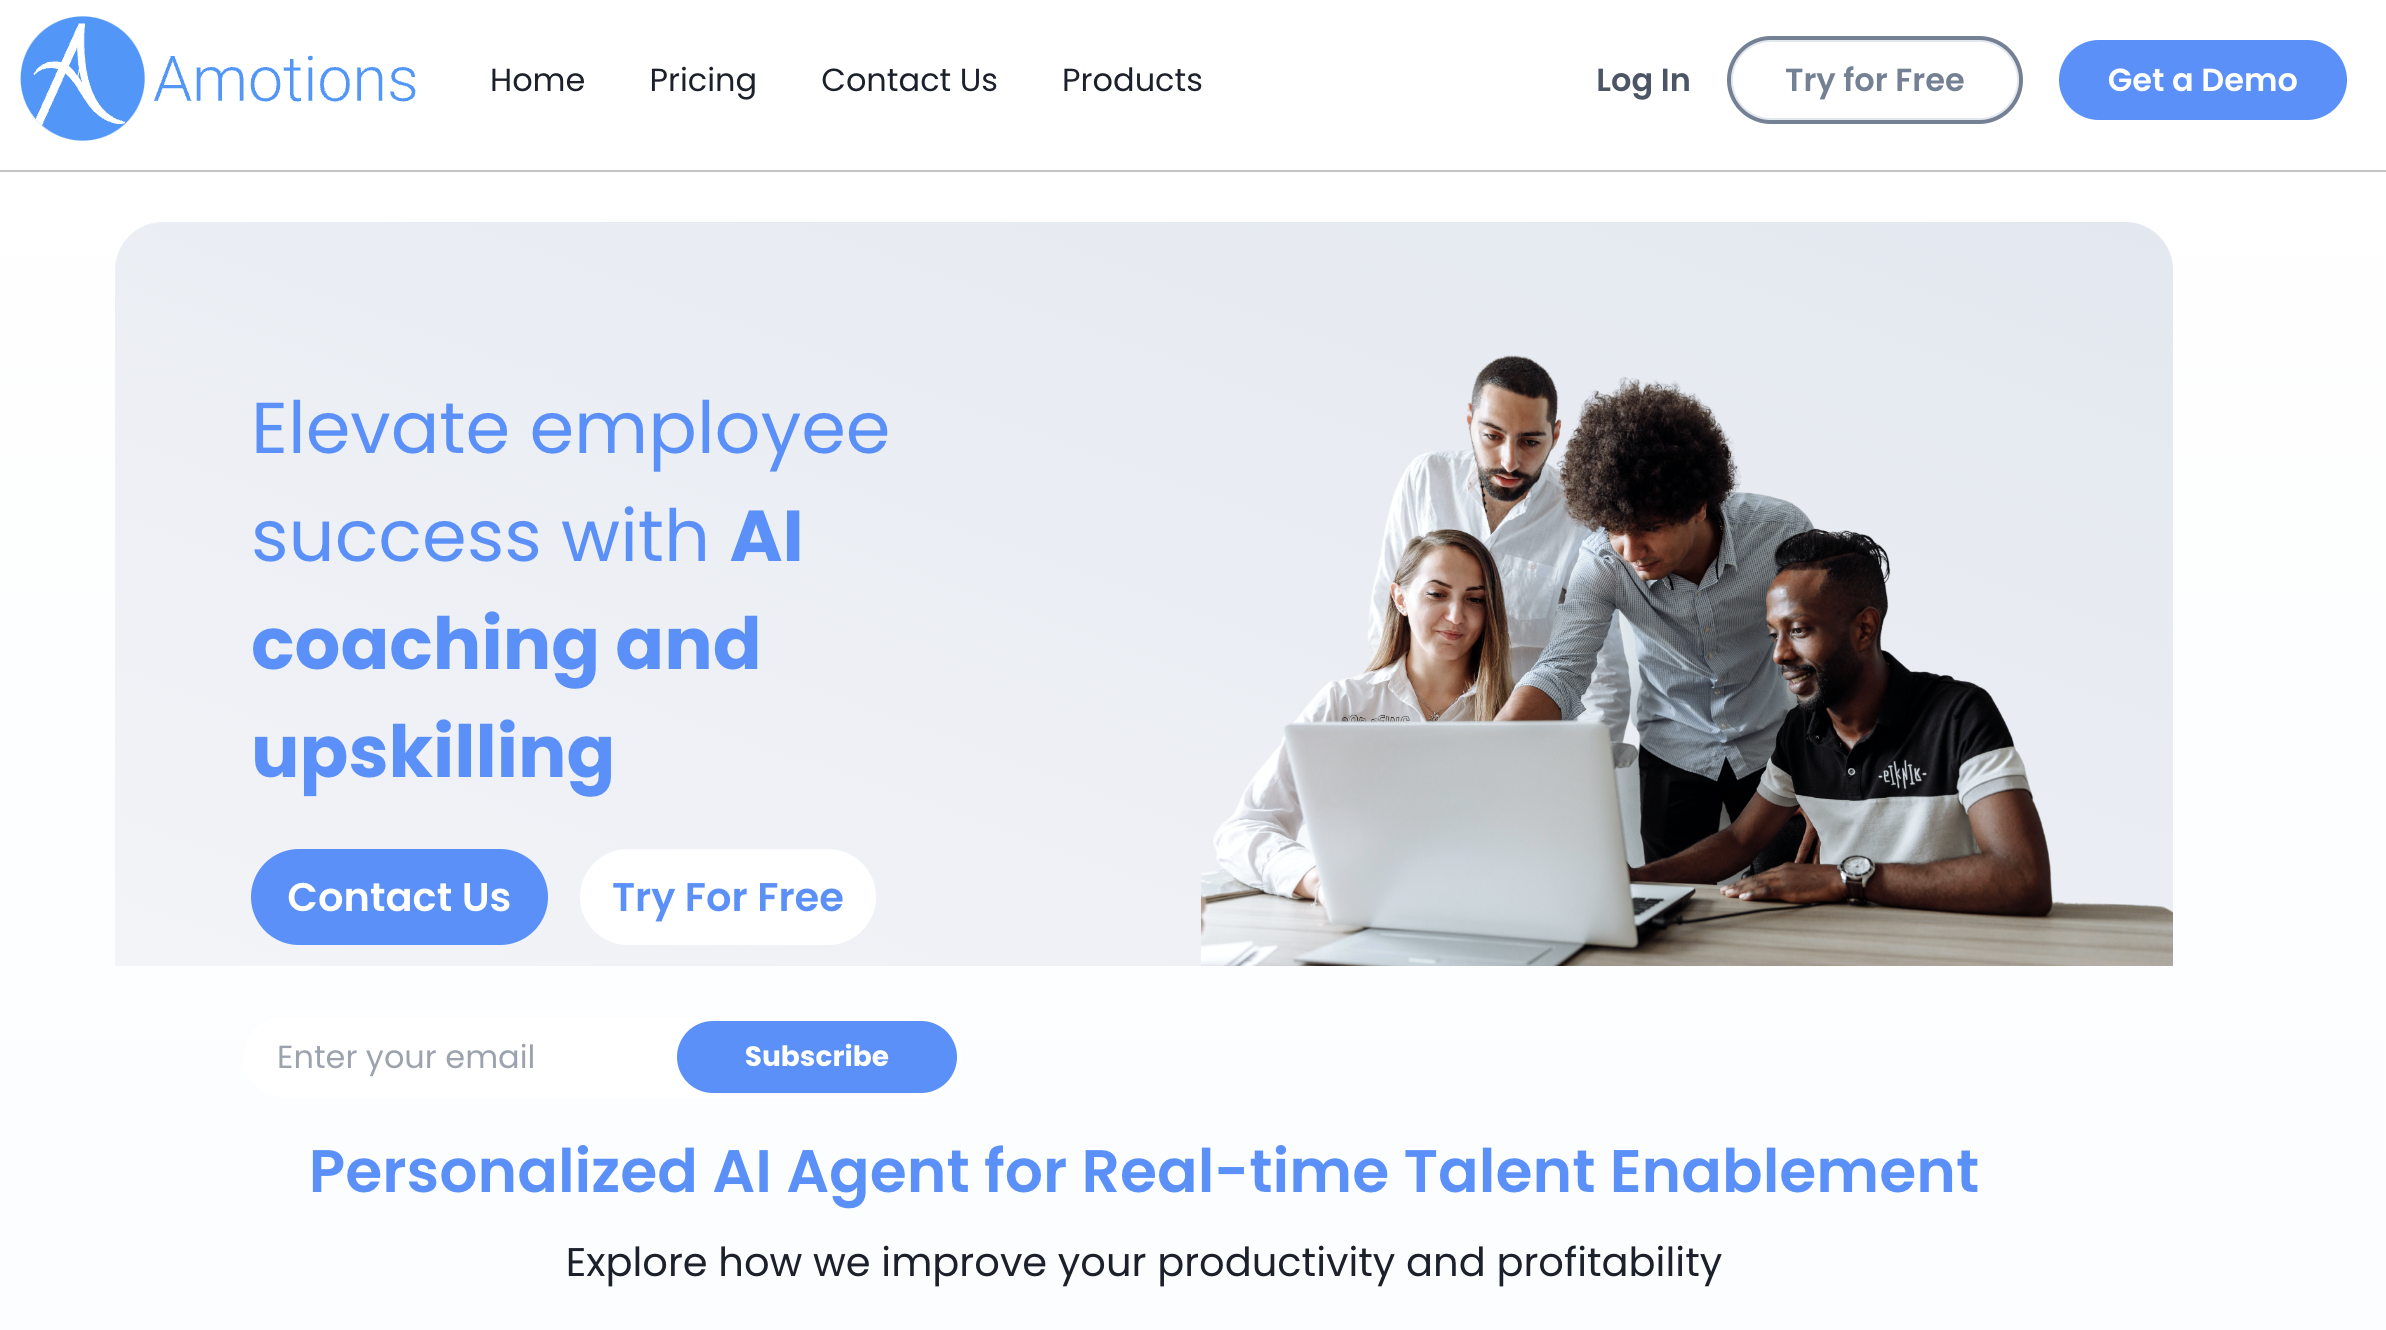 Amotions
Home
Pricing
Contact Us
Products
Log In
Try for Free
Get a Demo
Elevate employee
success with AI
coaching and
upskilling
Contact Us
Try For Free
Enter your email
Subscribe
Personalized AI Agent for Real-time Talent Enablement
Explore how we improve your productivity and profitability